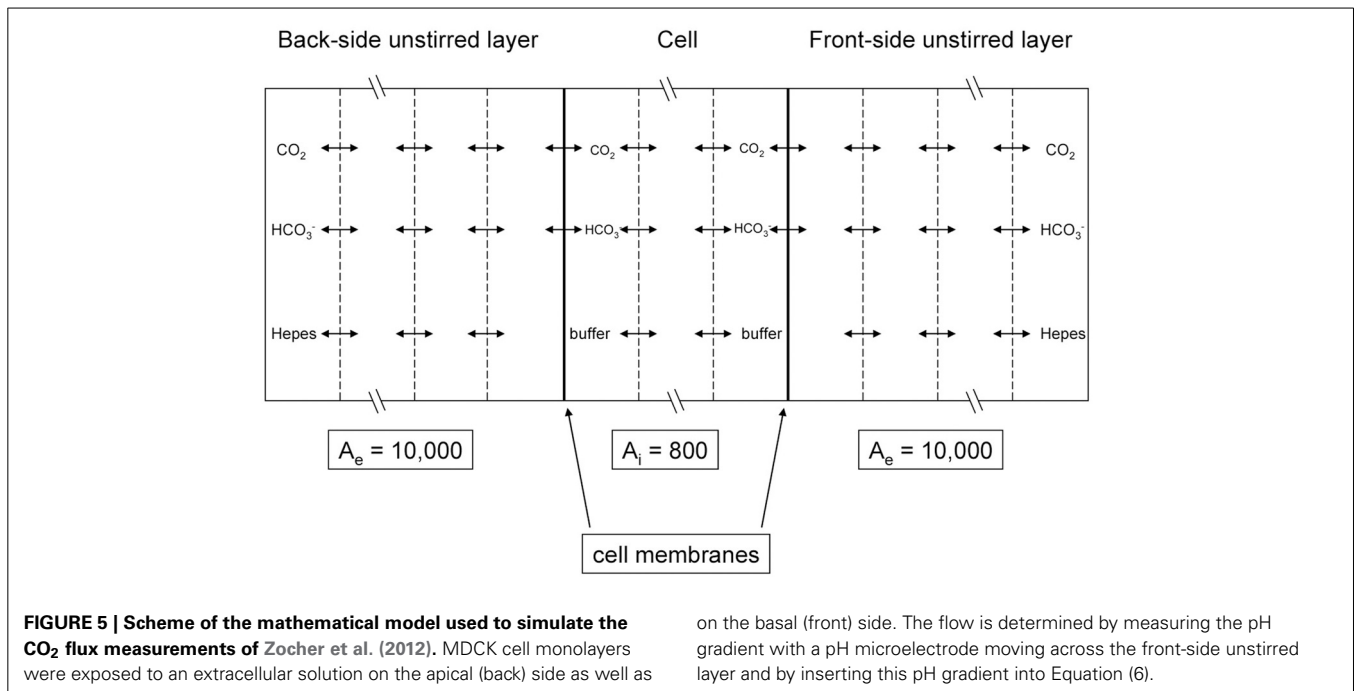 Back-side unstirred layer Cell Front-side unstirred layer
CO₂ CO₂ CO₂ CO₂
HCO₃⁻ HCO₃⁻ HCO₃⁻ HCO₃⁻
Hepes buffer buffer Hepes
Aₑ = 10,000 Aᵢ = 800 Aₑ = 10,000
cell membranes
FIGURE 5 | Scheme of the mathematical model used to simulate the
CO₂ flux measurements of Zocher et al. (2012). MDCK cell monolayers
were exposed to an extracellular solution on the apical (back) side as well as
on the basal (front) side. The flow is determined by measuring the pH
gradient with a pH microelectrode moving across the front-side unstirred
layer and by inserting this pH gradient into Equation (6).